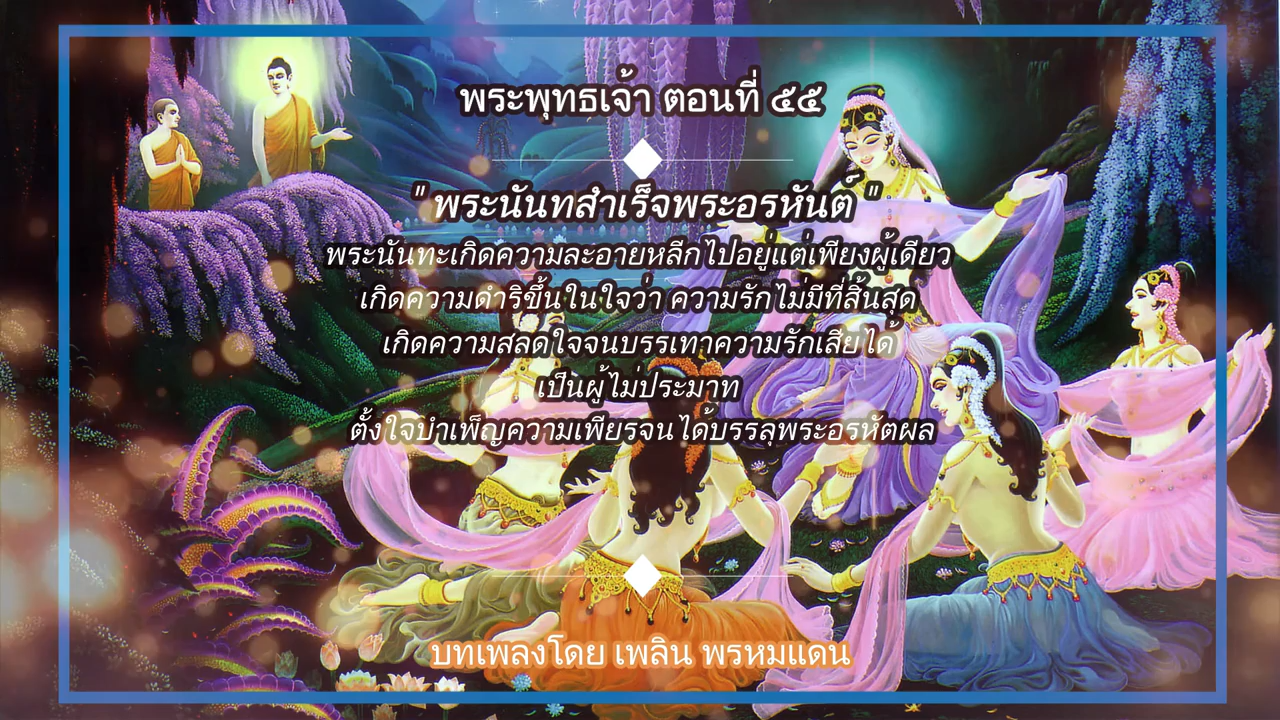 พระพุทธเจ้า ตอนที่ ๕๕
" พระนันทสำเร็จพระอรหันต์ "
พระนันทะเกิดความละอายหลีกไปอยู่แต่เพียงผู้เดียว
เกิดความดำริขึ้นในใจว่า ความรักไม่มีที่สิ้นสุด
เกิดความสลดใจจนบรรเทาความรักเสียได้
เป็นผู้ไม่ประมาท
ตั้งใจบำเพ็ญความเพียรจนได้บรรลุพระอรหัตผล
บทเพลงโดย เพลิน พรหมแดน